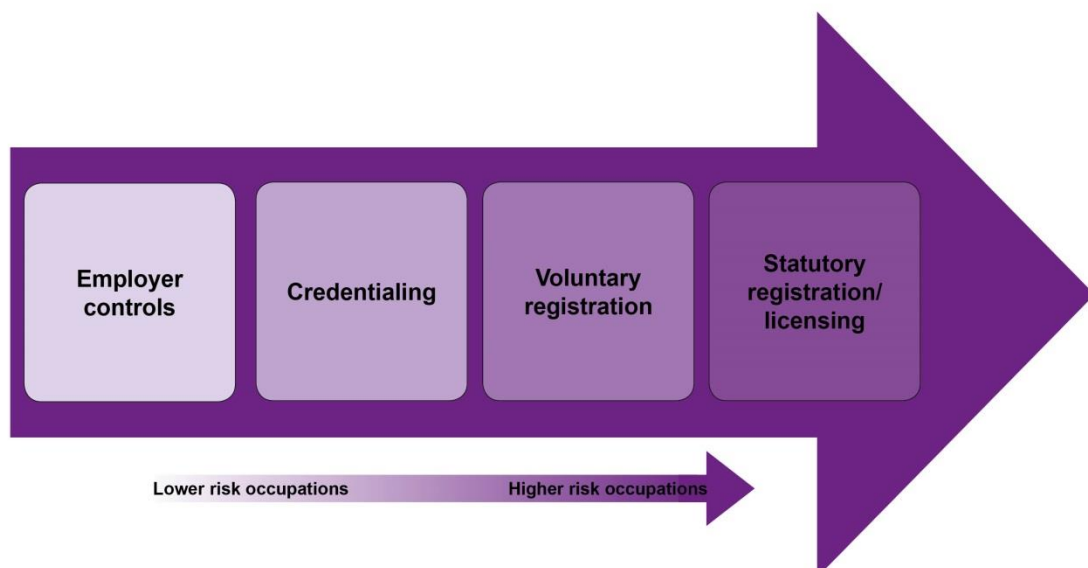 Employer
controls
Credentialing
Voluntary
registration
Statutory
registration/
licensing
Lower risk occupations
Higher risk occupations